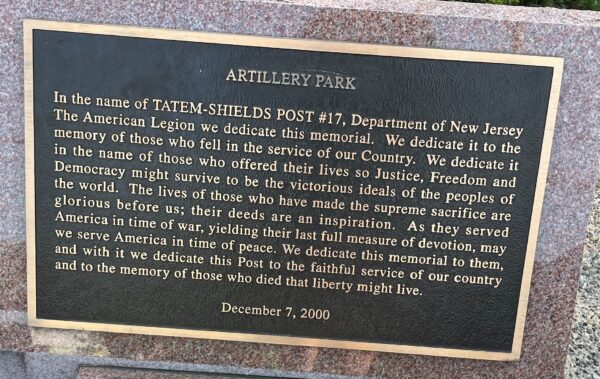 ARTILLERY PARK
In the name of TATEM-SHIELDS POST #17, Department of New Jersey
The American Legion we dedicate this memorial. We dedicate it to the
memory of those who fell in the service of our Country. We dedicate it
in the name of those who offered their lives so Justice, Freedom and
Democracy might survive to be the victorious ideals of the peoples of
the world. The lives of those who have made the supreme sacrifice are
glorious before us; their deeds are an inspiration. As they served
America in time of war, yielding their last full measure of devotion, may
we serve America in time of peace. We dedicate this memorial to them,
and with it we dedicate this Post to the faithful service of our country
and to the memory of those who died that liberty might live.
December 7, 2000